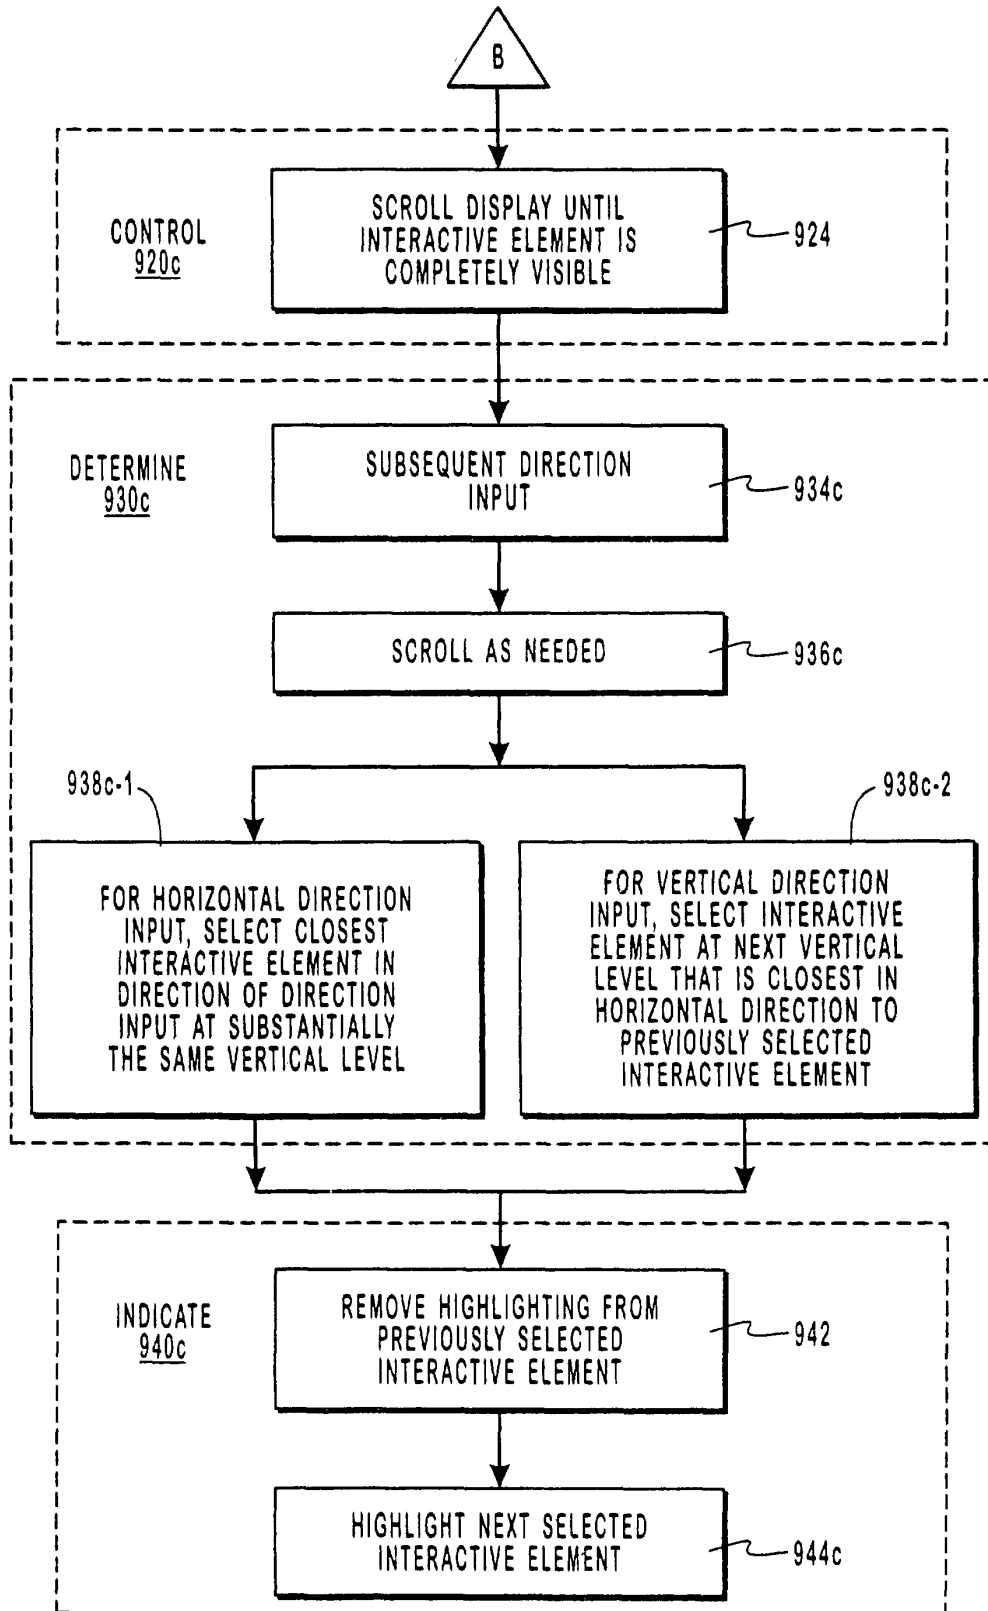 B
CONTROL
920c
SCROLL DISPLAY UNTIL
INTERACTIVE ELEMENT IS
COMPLETELY VISIBLE
924
DETERMINE
930c
SUBSEQUENT DIRECTION
INPUT
934c
SCROLL AS NEEDED
936c
938c-1
938c-2
FOR HORIZONTAL DIRECTION
INPUT, SELECT CLOSEST
INTERACTIVE ELEMENT IN
DIRECTION OF DIRECTION
INPUT AT SUBSTANTIALLY
THE SAME VERTICAL LEVEL
FOR VERTICAL DIRECTION
INPUT, SELECT INTERACTIVE
ELEMENT AT NEXT VERTICAL
LEVEL THAT IS CLOSEST IN
HORIZONTAL DIRECTION TO
PREVIOUSLY SELECTED
INTERACTIVE ELEMENT
INDICATE
940c
REMOVE HIGHLIGHTING FROM
PREVIOUSLY SELECTED
INTERACTIVE ELEMENT
942
HIGHLIGHT NEXT SELECTED
INTERACTIVE ELEMENT
944c